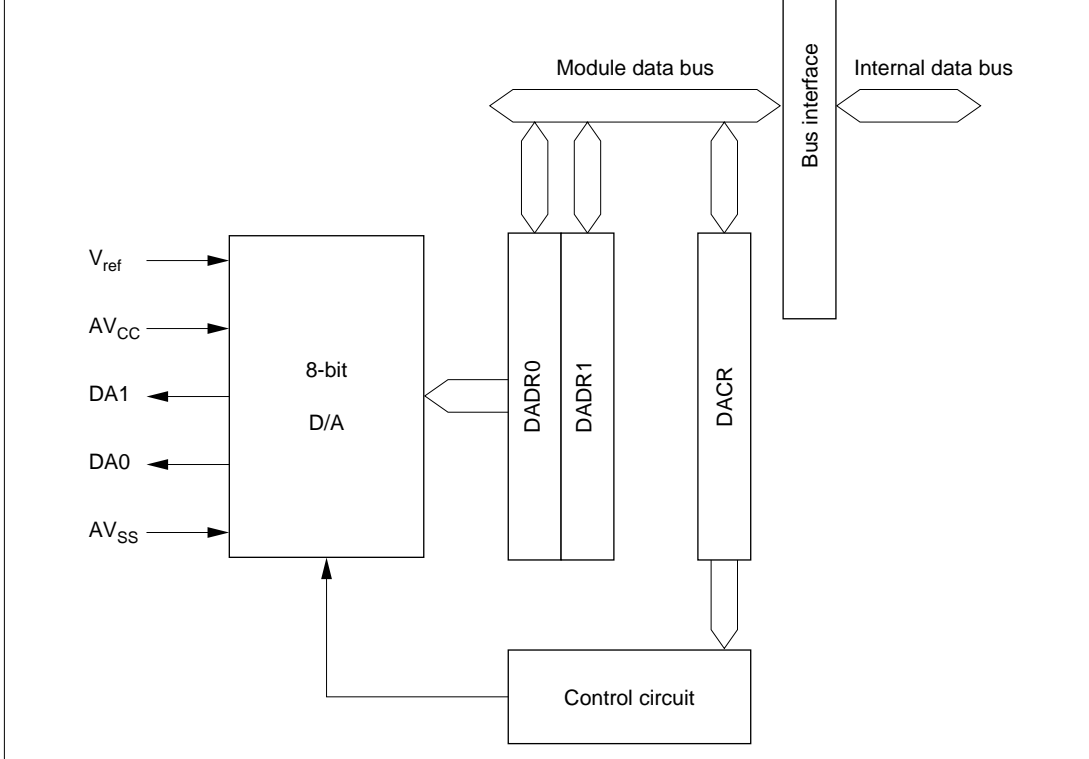 Module data bus
Internal data bus
Bus interface
Vref
AVCC
DA1
DA0
AVSS
8-bit
D/A
DADR0
DADR1
DACR
Control circuit